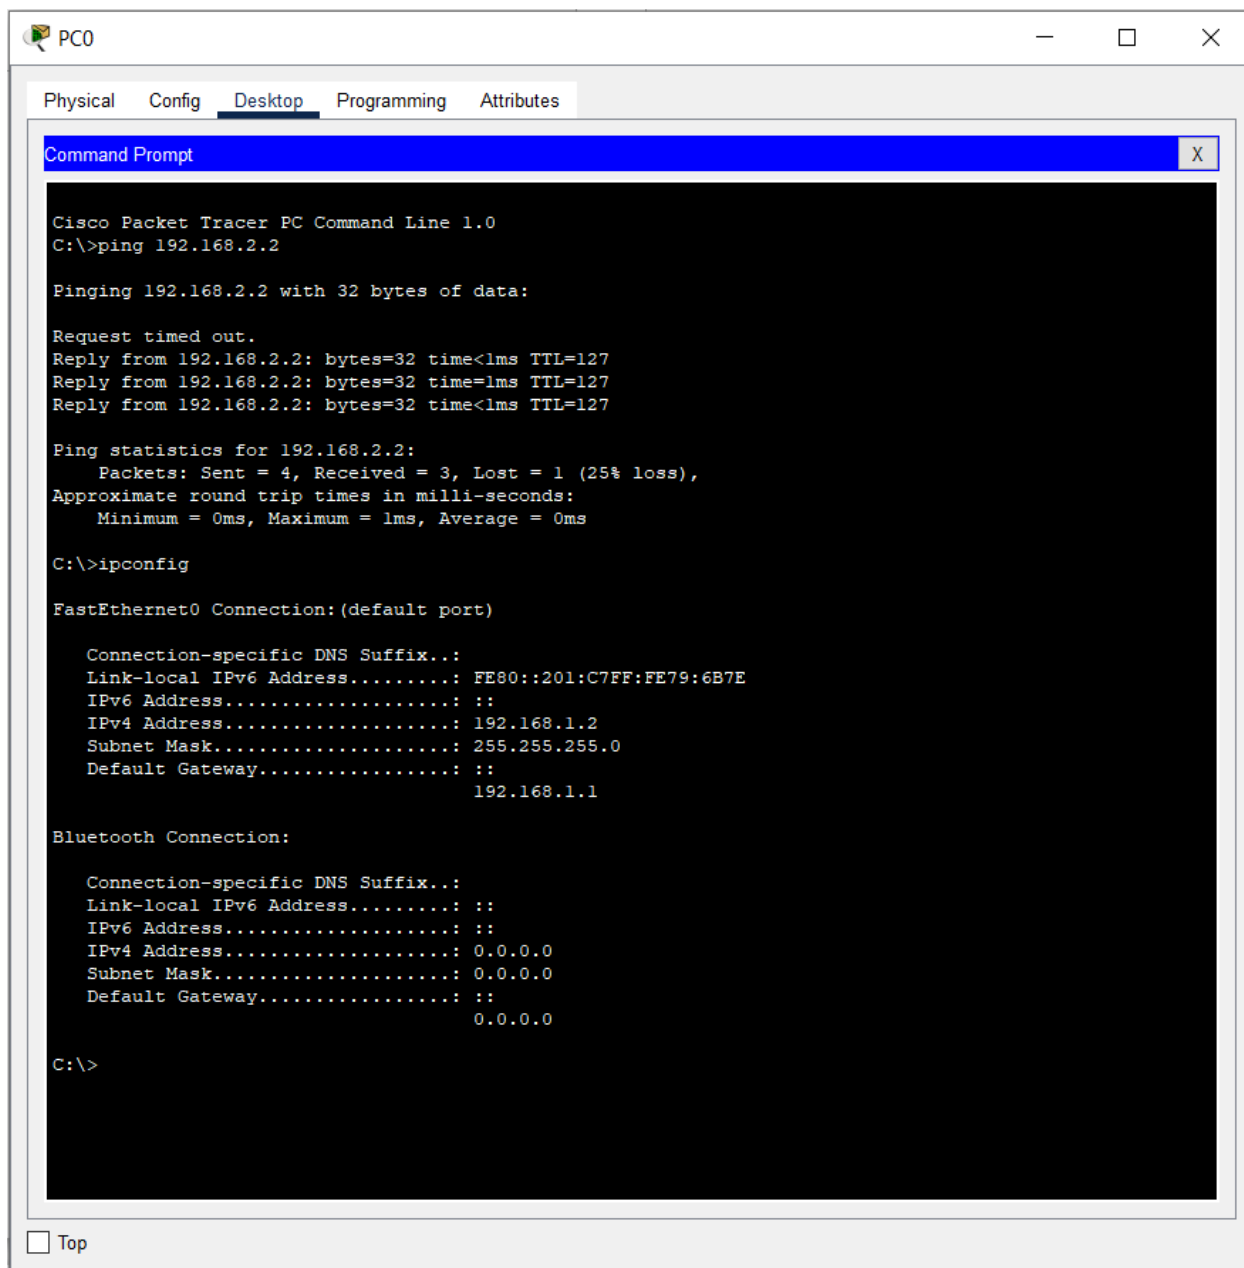 PC0
Physical Config Desktop Programming Attributes
Command Prompt X
Cisco Packet Tracer PC Command Line 1.0
C:\>ping 192.168.2.2
Pinging 192.168.2.2 with 32 bytes of data:
Request timed out.
Reply from 192.168.2.2: bytes=32 time<1ms TTL=127
Reply from 192.168.2.2: bytes=32 time=1ms TTL=127
Reply from 192.168.2.2: bytes=32 time<1ms TTL=127
Ping statistics for 192.168.2.2:
    Packets: Sent = 4, Received = 3, Lost = 1 (25% loss),
Approximate round trip times in milli-seconds:
    Minimum = 0ms, Maximum = 1ms, Average = 0ms
C:\>ipconfig
FastEthernet0 Connection:(default port)
   Connection-specific DNS Suffix..:
   Link-local IPv6 Address.........: FE80::201:C7FF:FE79:6B7E
   IPv6 Address....................: ::
   IPv4 Address....................: 192.168.1.2
   Subnet Mask.....................: 255.255.255.0
   Default Gateway.................: ::
                                     192.168.1.1
Bluetooth Connection:
   Connection-specific DNS Suffix..:
   Link-local IPv6 Address.........: ::
   IPv6 Address....................: ::
   IPv4 Address....................: 0.0.0.0
   Subnet Mask.....................: 0.0.0.0
   Default Gateway.................: ::
                                     0.0.0.0
C:\>
Top